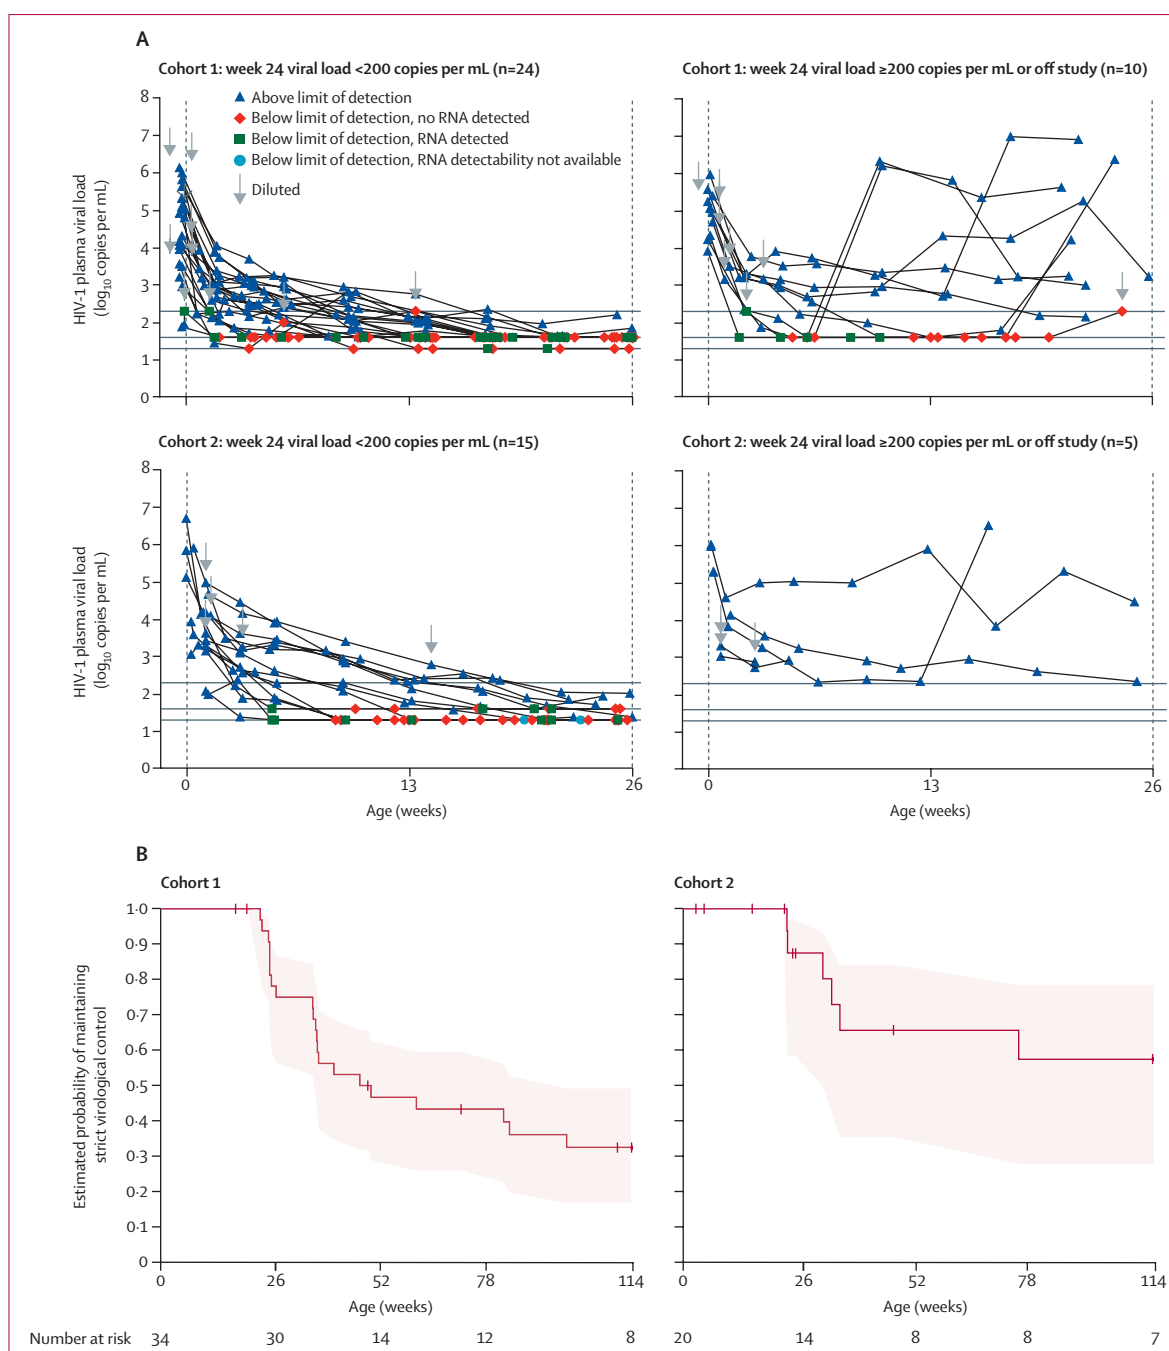 A
Cohort 1: week 24 viral load <200 copies per mL (n=24)
Cohort 1: week 24 viral load ≥200 copies per mL or off study (n=10)
Above limit of detection
Below limit of detection, no RNA detected
Below limit of detection, RNA detected
Below limit of detection, RNA detectability not available
Diluted
HIV-1 plasma viral load
(log10 copies per mL)
8
7
6
5
4
3
2
1
0
0
13
26
0
13
26
Cohort 2: week 24 viral load <200 copies per mL (n=15)
Cohort 2: week 24 viral load ≥200 copies per mL or off study (n=5)
HIV-1 plasma viral load
(log10 copies per mL)
8
7
6
5
4
3
2
1
0
0
13
26
Age (weeks)
0
13
26
Age (weeks)
B
Cohort 1
Cohort 2
Estimated probability of maintaining
strict virological control
1·0
0·9
0·8
0·7
0·6
0·5
0·4
0·3
0·2
0·1
0
0
26
52
78
114
Age (weeks)
0
26
52
78
114
Age (weeks)
Number at risk 34 30 14 12 8
20 14 8 8 7